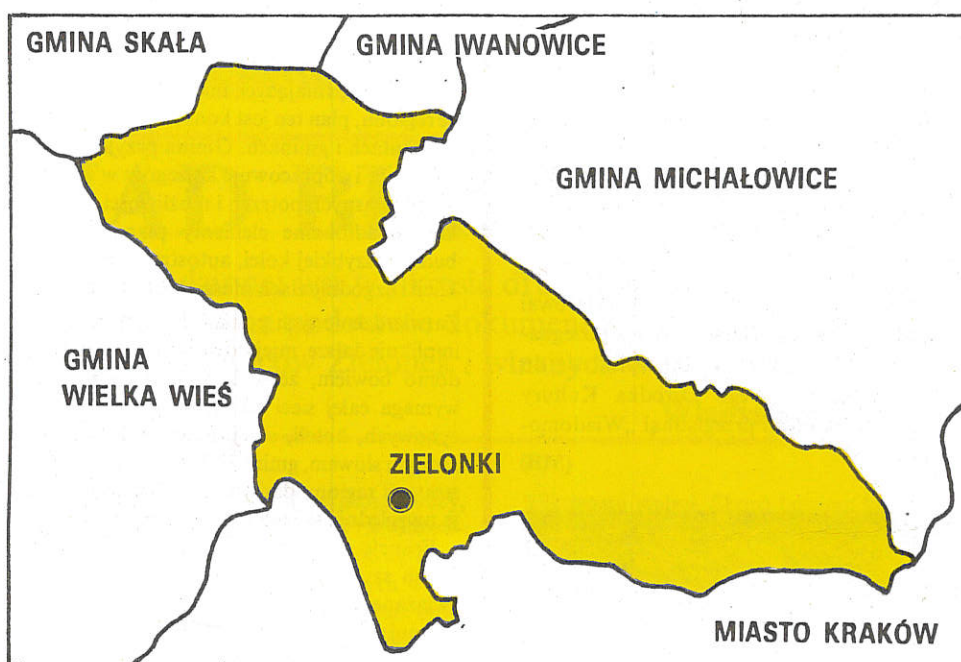 GMINA SKAŁA
GMINA IWANOWICE
GMINA MICHAŁOWICE
GMINA
WIELKA WIEŚ
ZIELONKI
MIASTO KRAKÓW